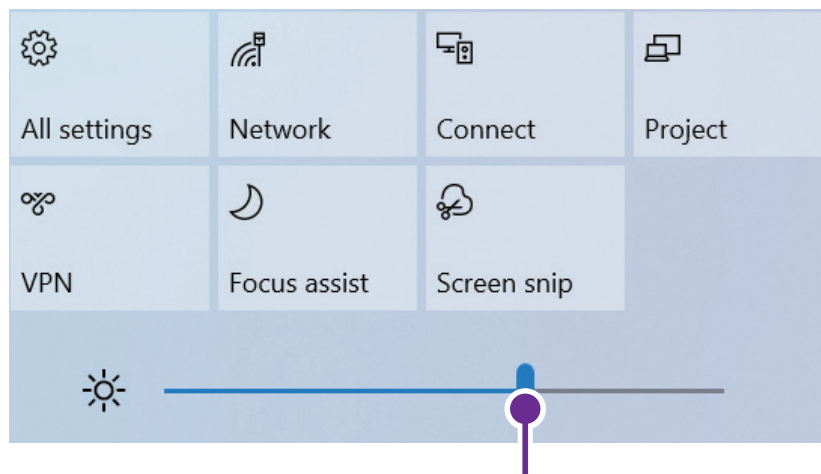 All settings
Network
Connect
Project
VPN
Focus assist
Screen snip